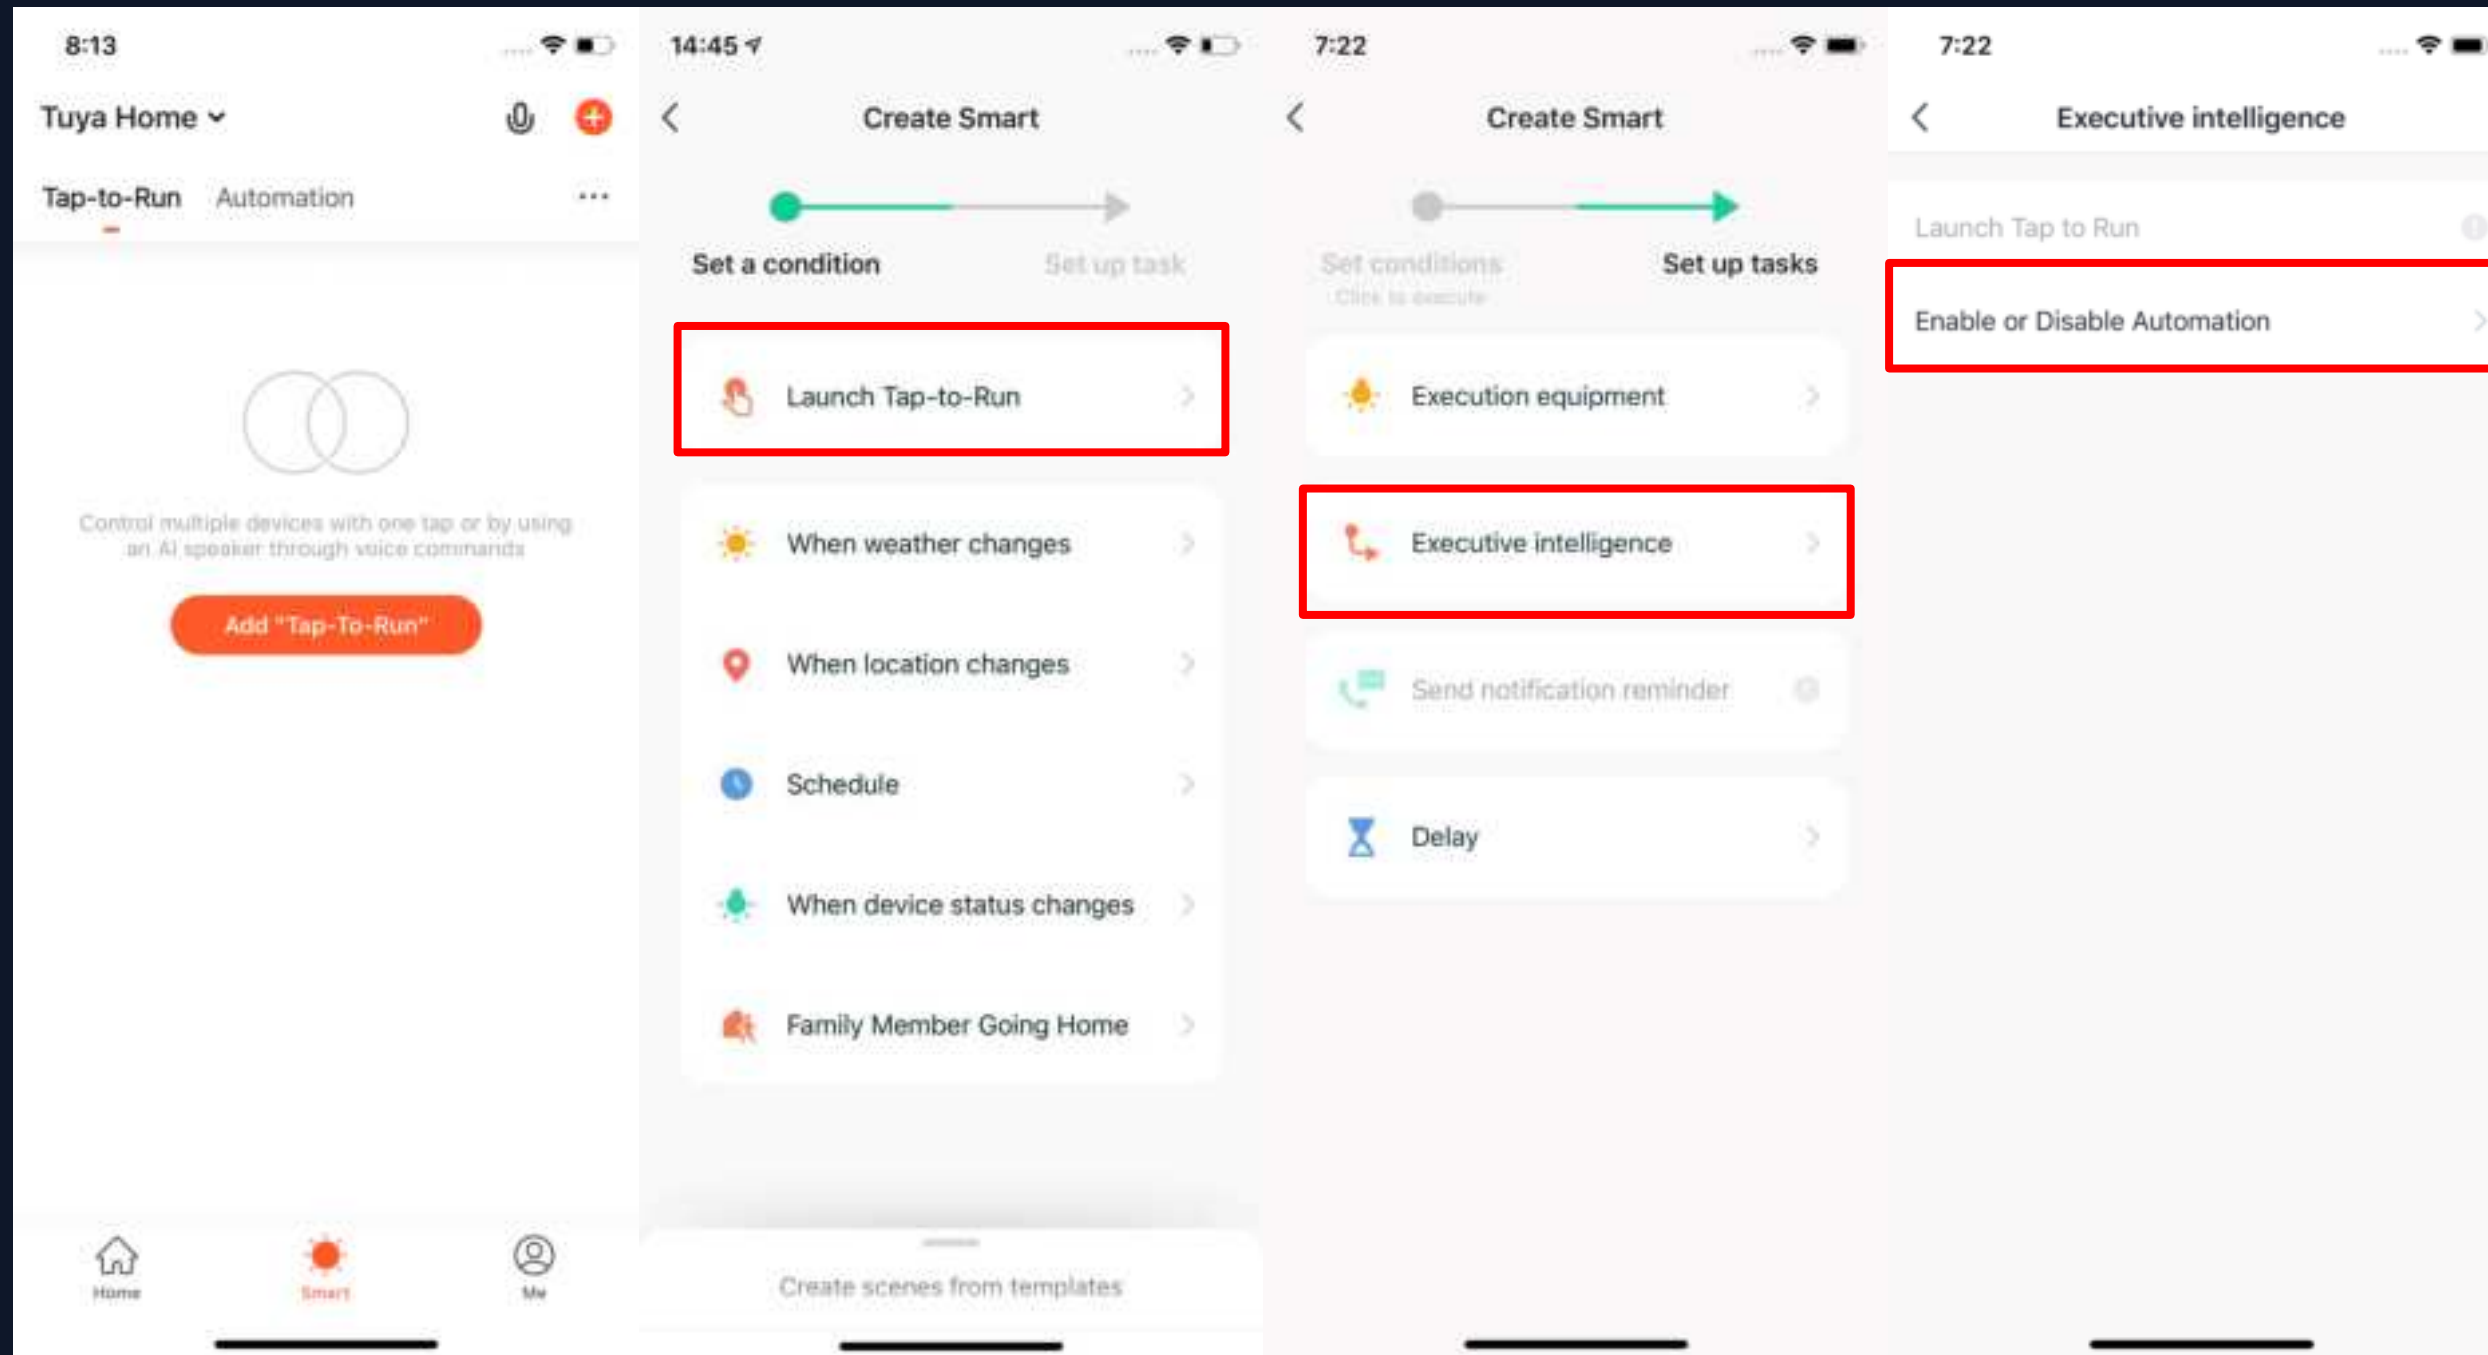 8:13
Tuya Home
Tap-to-Run Automation
Control multiple devices with one tap or by using
an AI speaker through voice commands
Add "Tap-To-Run"
Home
Smart
Me
14:45
Create Smart
Set a condition
Set up task
Launch Tap-to-Run
When weather changes
When location changes
Schedule
When device status changes
Family Member Going Home
Create scenes from templates
7:22
Create Smart
Set conditions
Click to execute
Set up tasks
Execution equipment
Executive intelligence
Send notification reminder
Delay
7:22
Executive intelligence
Launch Tap to Run
Enable or Disable Automation